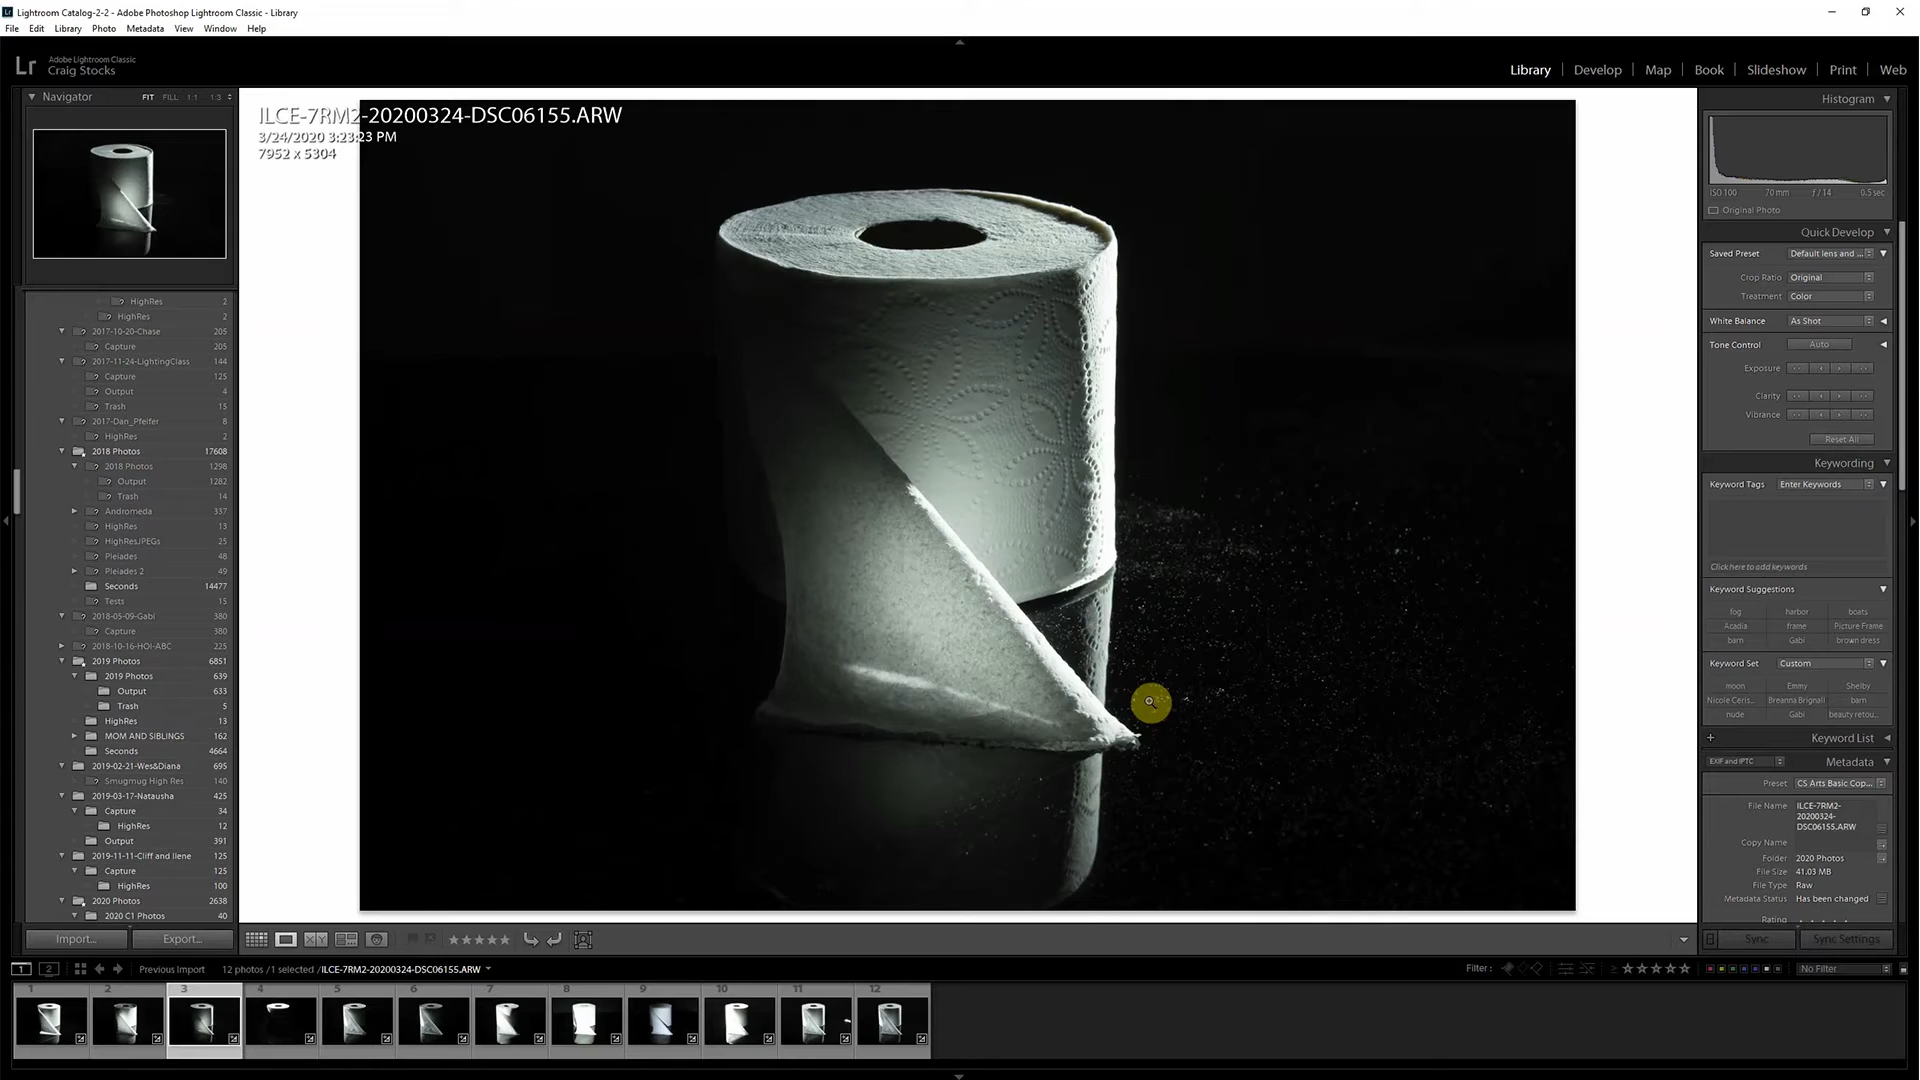 Lightroom Catalog-2-2 - Adobe Photoshop Lightroom Classic - Library
File Edit Library Photo Metadata View Window Help
Lr
Adobe Lightroom Classic
Craig Stocks
Library | Develop | Map | Book | Slideshow | Print | Web
Navigator FIT FILL 1:1 1:3
HighRes 2
HighRes 2
2017-10-20-Chase 205
Capture 205
2017-11-24-LightingClass 144
Capture 125
Output 4
Trash 15
2017-Dan_Pfeifer 8
HighRes 2
2018 Photos 17608
2018 Photos 1298
Output 1282
Trash 14
Andromeda 337
HighRes 13
HighResJPEGs 25
Pleiades 48
Pleiades 2 49
Seconds 14477
Tests 15
2018-05-09-Gabi 380
Capture 380
2018-10-16-HOI-ABC 225
2019 Photos 6851
2019 Photos 639
Output 633
Trash 5
HighRes 13
MOM AND SIBLINGS 162
Seconds 4664
2019-02-21-Wes&Diana 695
Smugmug High Res 140
2019-03-17-Natausha 425
Capture 34
HighRes 12
Output 391
2019-11-11-Cliff and Ilene 125
Capture 125
HighRes 100
2020 Photos 2638
2020 C1 Photos 40
Import... Export...
ILCE-7RM2-20200324-DSC06155.ARW
3/24/2020 3:23:23 PM
7952 x 5304
Histogram
ISO 100 70 mm ƒ / 14 0.5 sec
Original Photo
Quick Develop
Saved Preset Default lens and ...
Crop Ratio Original
Treatment Color
White Balance As Shot
Tone Control Auto
Exposure
Clarity
Vibrance
Reset All
Keywording
Keyword Tags Enter Keywords
Click here to add keywords
Keyword Suggestions
fog harbor boats
Acadia frame Picture Frame
barn Gabi brown dress
Keyword Set Custom
moon Emmy Shelby
Nicole Ceris... Breanna Brignall barn
nude Gabi beauty retou...
+ Keyword List
EXIF and IPTC Metadata
Preset CS Arts Basic Cop...
File Name ILCE-7RM2-
20200324-
DSC06155.ARW
Copy Name
Folder 2020 Photos
File Size 41.03 MB
File Type Raw
Metadata Status Has been changed
Rating
Sync Sync Settings
1 2 Previous Import 12 photos / 1 selected / ILCE-7RM2-20200324-DSC06155.ARW
Filter : No Filter
1 2 3 4 5 6 7 8 9 10 11 12